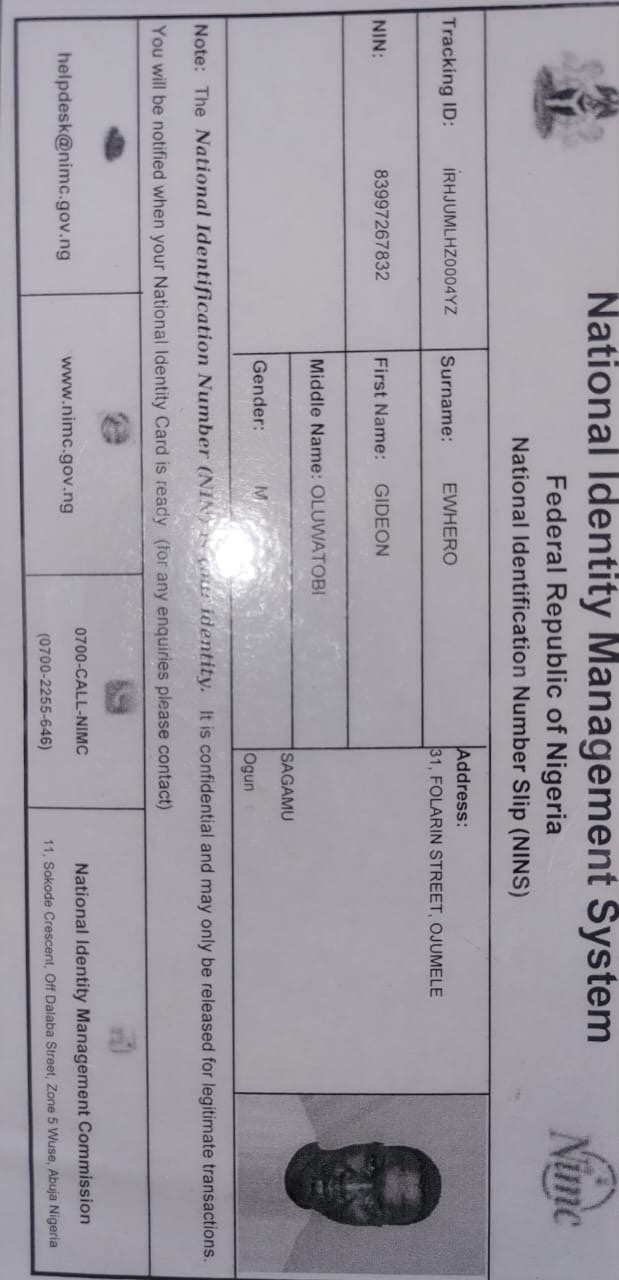 National Identity Management System
Federal Republic of Nigeria
National Identification Number Slip (NINS)
Nimc
Tracking ID: IRHJUMLHZ0004YZ
Surname: EWHERO
Address:
31, FOLARIN STREET, OJUMELE
NIN: 83997267832
First Name: GIDEON
Middle Name: OLUWATOBI
SAGAMU
Gender: M
Ogun
Note: The National Identification Number (NIN) is your identity. It is confidential and may only be released for legitimate transactions.
You will be notified when your National Identity Card is ready (for any enquiries please contact)
helpdesk@nimc.gov.ng
www.nimc.gov.ng
0700-CALL-NIMC
(0700-2255-646)
National Identity Management Commission
11, Sokode Crescent, Off Dalaba Street, Zone 5 Wuse, Abuja Nigeria